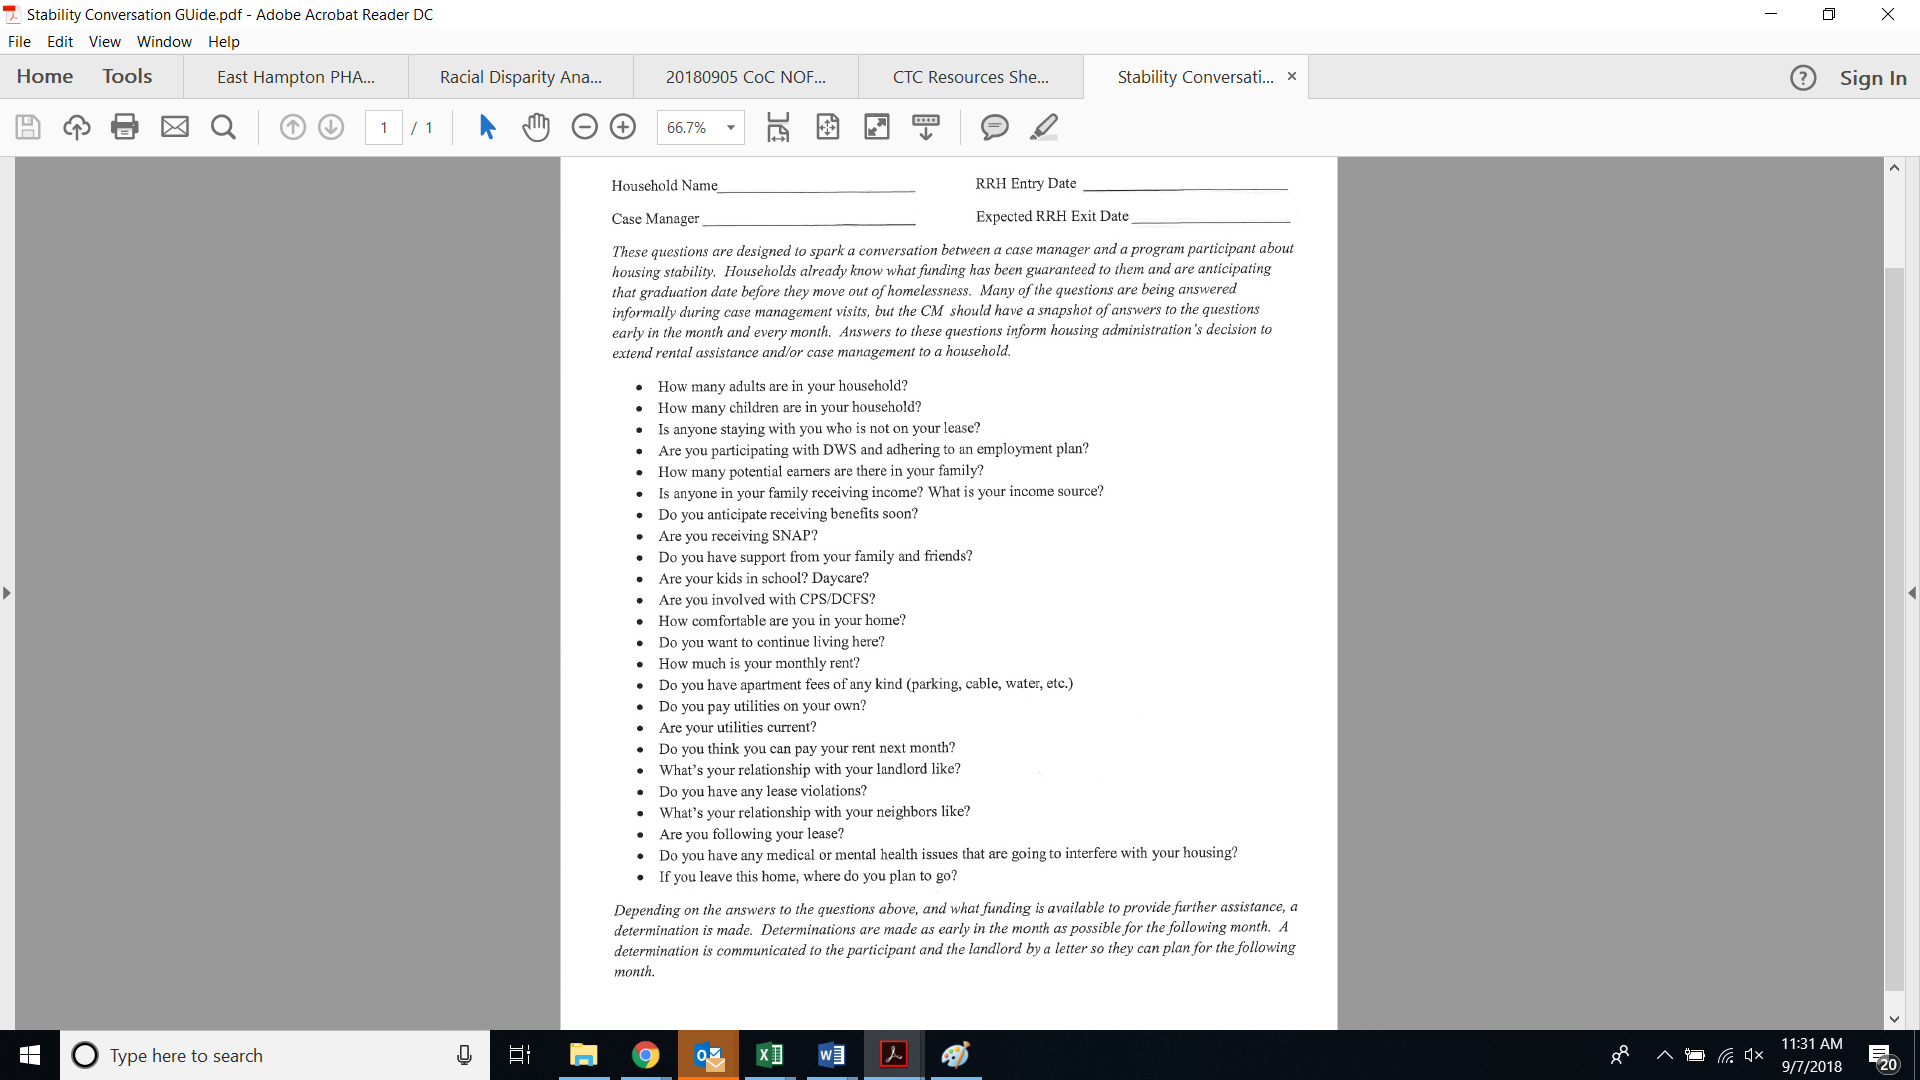 Stability Conversation GUide.pdf - Adobe Acrobat Reader DC
File Edit View Window Help
Home Tools East Hampton PHA... Racial Disparity Ana... 20180905 CoC NOF... CTC Resources She... Stability Conversati... × ? Sign In
1 / 1 66.7%
Household Name RRH Entry Date
Case Manager Expected RRH Exit Date
These questions are designed to spark a conversation between a case manager and a program participant about
housing stability. Households already know what funding has been guaranteed to them and are anticipating
that graduation date before they move out of homelessness. Many of the questions are being answered
informally during case management visits, but the CM should have a snapshot of answers to the questions
early in the month and every month. Answers to these questions inform housing administration's decision to
extend rental assistance and/or case management to a household.
• How many adults are in your household?
• How many children are in your household?
• Is anyone staying with you who is not on your lease?
• Are you participating with DWS and adhering to an employment plan?
• How many potential earners are there in your family?
• Is anyone in your family receiving income? What is your income source?
• Do you anticipate receiving benefits soon?
• Are you receiving SNAP?
• Do you have support from your family and friends?
• Are your kids in school? Daycare?
• Are you involved with CPS/DCFS?
• How comfortable are you in your home?
• Do you want to continue living here?
• How much is your monthly rent?
• Do you have apartment fees of any kind (parking, cable, water, etc.)
• Do you pay utilities on your own?
• Are your utilities current?
• Do you think you can pay your rent next month?
• What's your relationship with your landlord like?
• Do you have any lease violations?
• What's your relationship with your neighbors like?
• Are you following your lease?
• Do you have any medical or mental health issues that are going to interfere with your housing?
• If you leave this home, where do you plan to go?
Depending on the answers to the questions above, and what funding is available to provide further assistance, a
determination is made. Determinations are made as early in the month as possible for the following month. A
determination is communicated to the participant and the landlord by a letter so they can plan for the following
month.
Type here to search
11:31 AM
9/7/2018
20